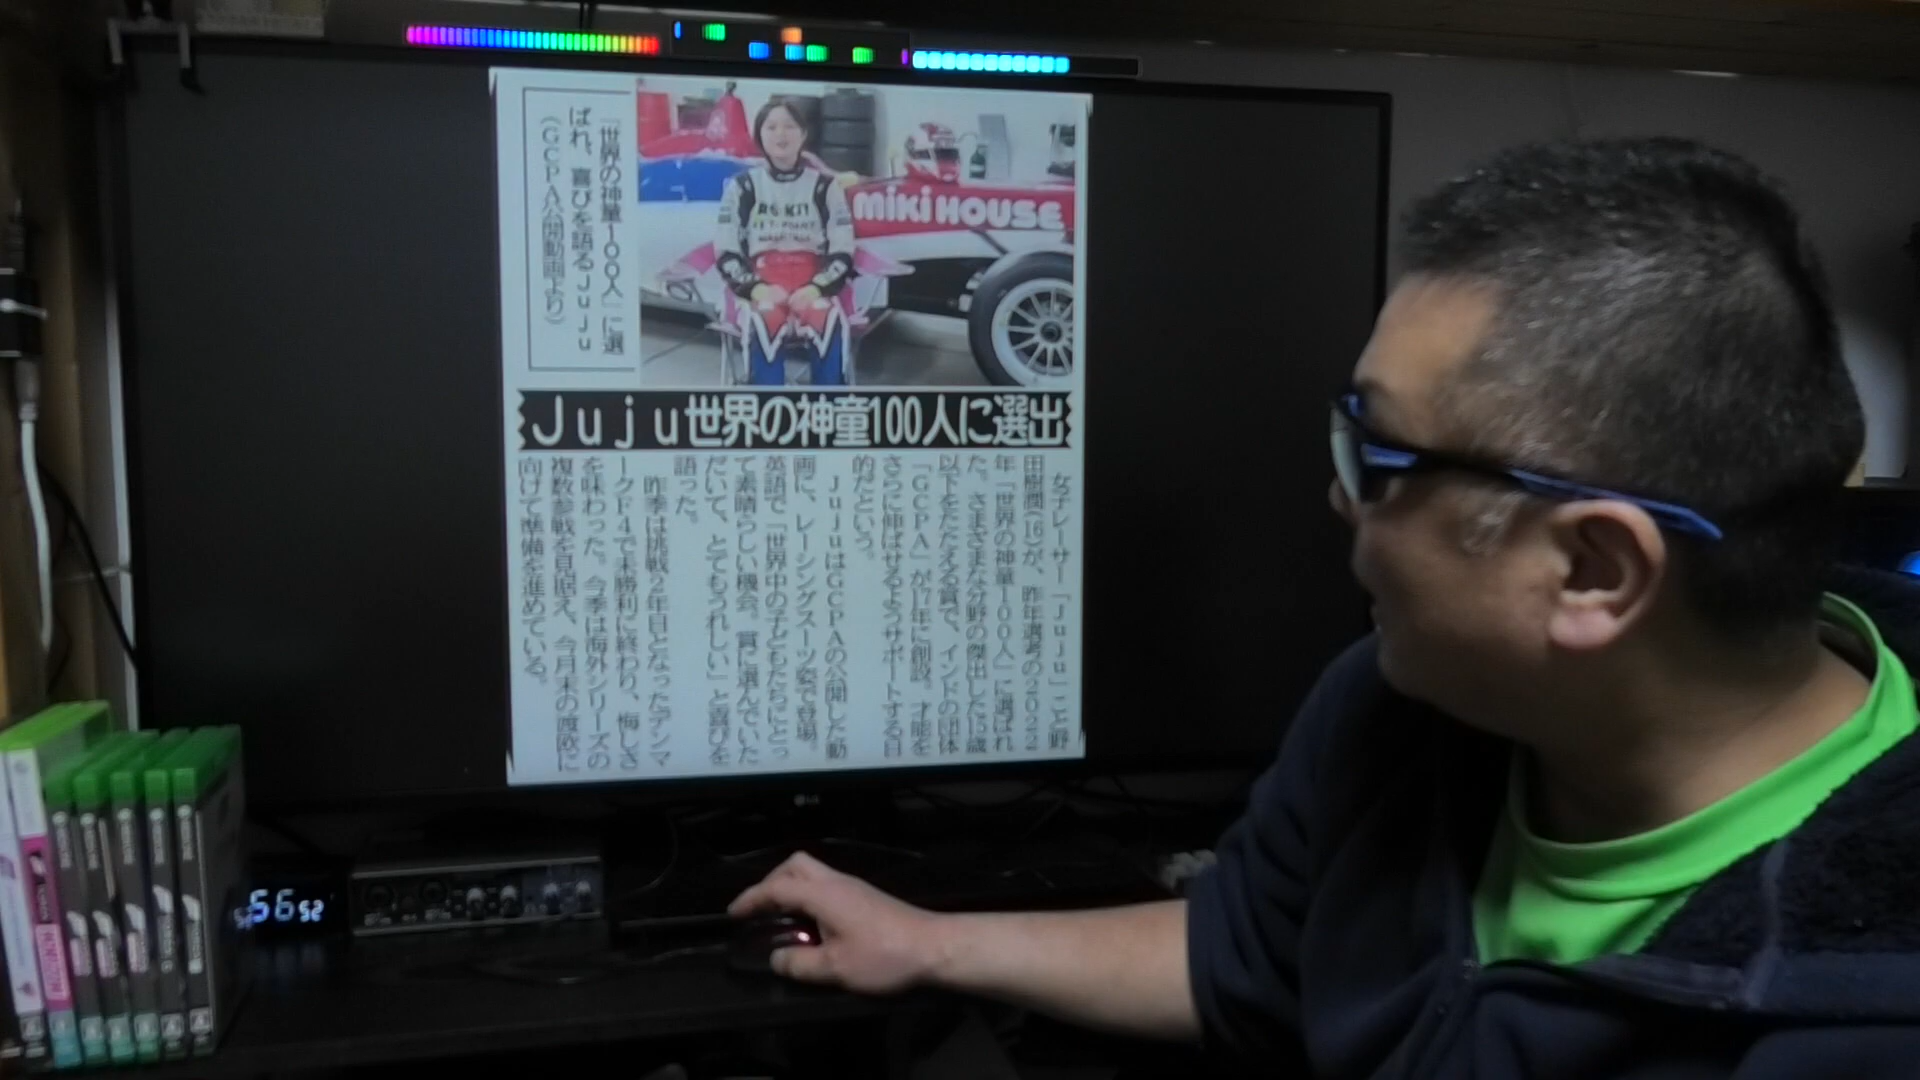 『世界の神童100人』に選
ばれ、喜びを語るJuju
（GCPA公開動画より）
ROKiT
miKi HOUSE
Juju世界の神童100人に選出
女子レーサー「Juju」こと野
田樹潤(16)が、昨年選考の2022
年「世界の神童100人」に選ばれ
た。さまざまな分野の傑出した15歳
以下をたたえる賞で、インドの団体
「GCPA」が17年に創設。才能を
さらに伸ばせるようサポートする目
的だという。
JujuはGCPAの公開した動
画に、レーシングスーツ姿で登場。
英語で「世界中の子どもたちにとっ
て素晴らしい機会。賞に選んでいた
だいて、とてもうれしい」と喜びを
語った。
昨季は挑戦2年目となったデンマ
ークF4で未勝利に終わり、悔しさ
を味わった。今季は海外シリーズの
複数参戦を見据え、今月末の渡欧に
向けて準備を進めている。
LG
56 52